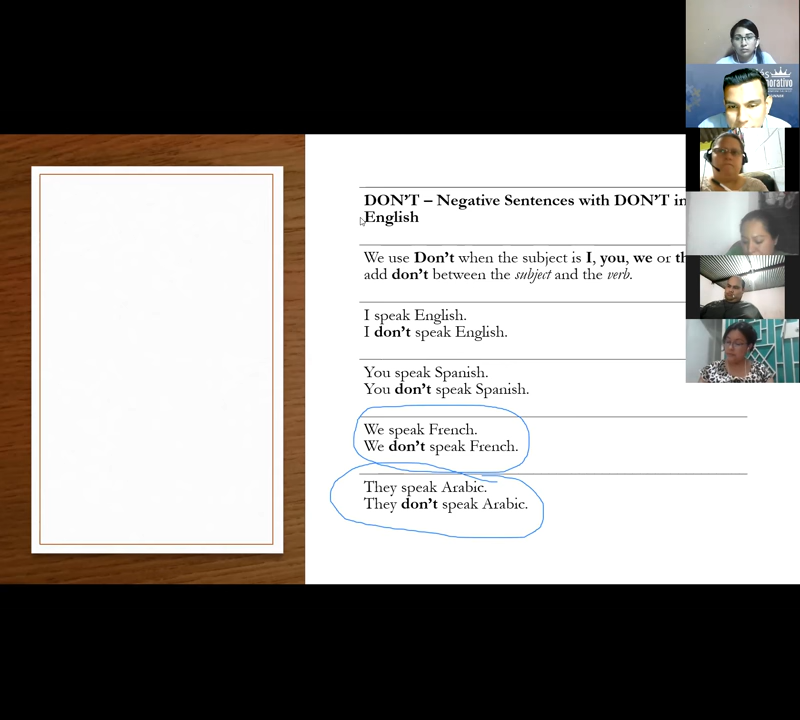 DON'T – Negative Sentences with DON'T in
English
We use Don't when the subject is I, you, we or
add don't between the subject and the verb.
I speak English.
I don't speak English.
You speak Spanish.
You don't speak Spanish.
We speak French.
We don't speak French.
They speak Arabic.
They don't speak Arabic.